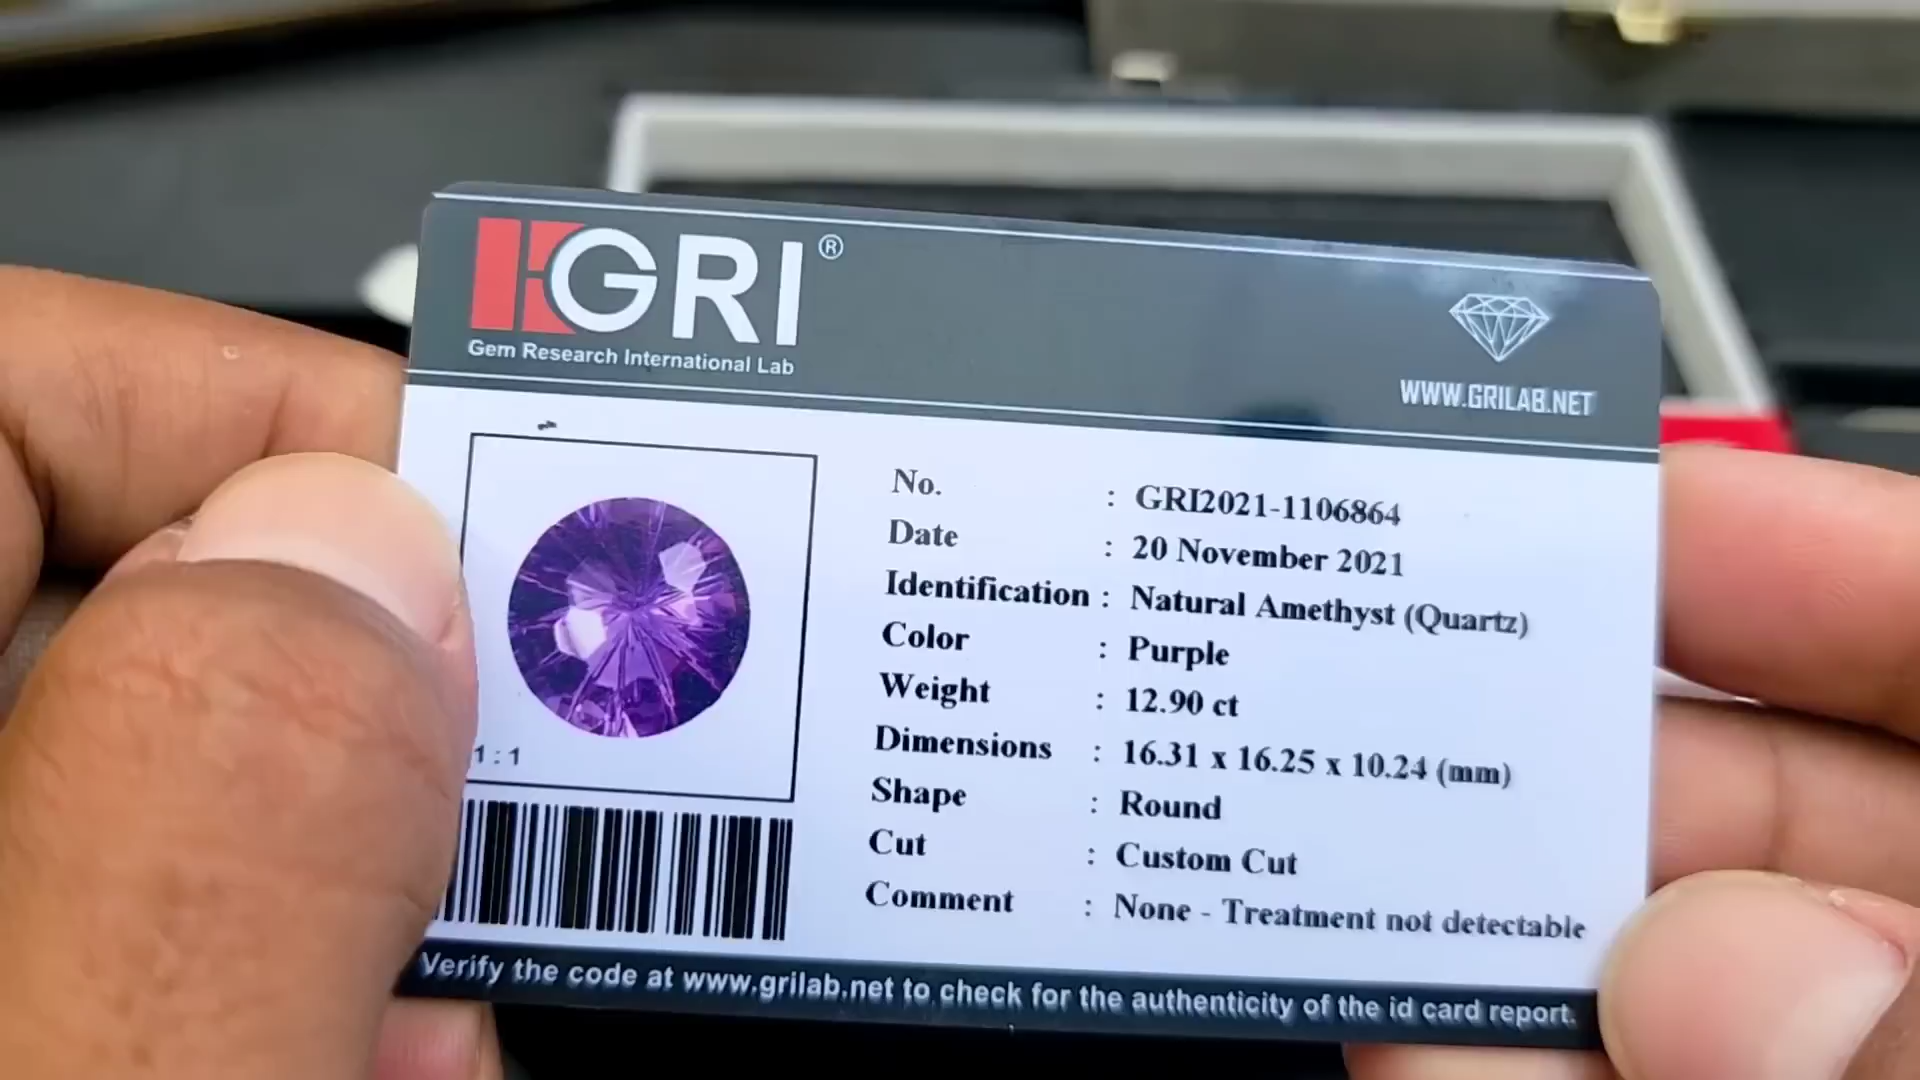 GRI®
Gem Research International Lab
WWW.GRILAB.NET
No. : GRI2021-1106864
Date : 20 November 2021
Identification : Natural Amethyst (Quartz)
Color : Purple
Weight : 12.90 ct
Dimensions : 16.31 x 16.25 x 10.24 (mm)
Shape : Round
Cut : Custom Cut
Comment : None - Treatment not detectable
1 : 1
Verify the code at www.grilab.net to check for the authenticity of the id card report.